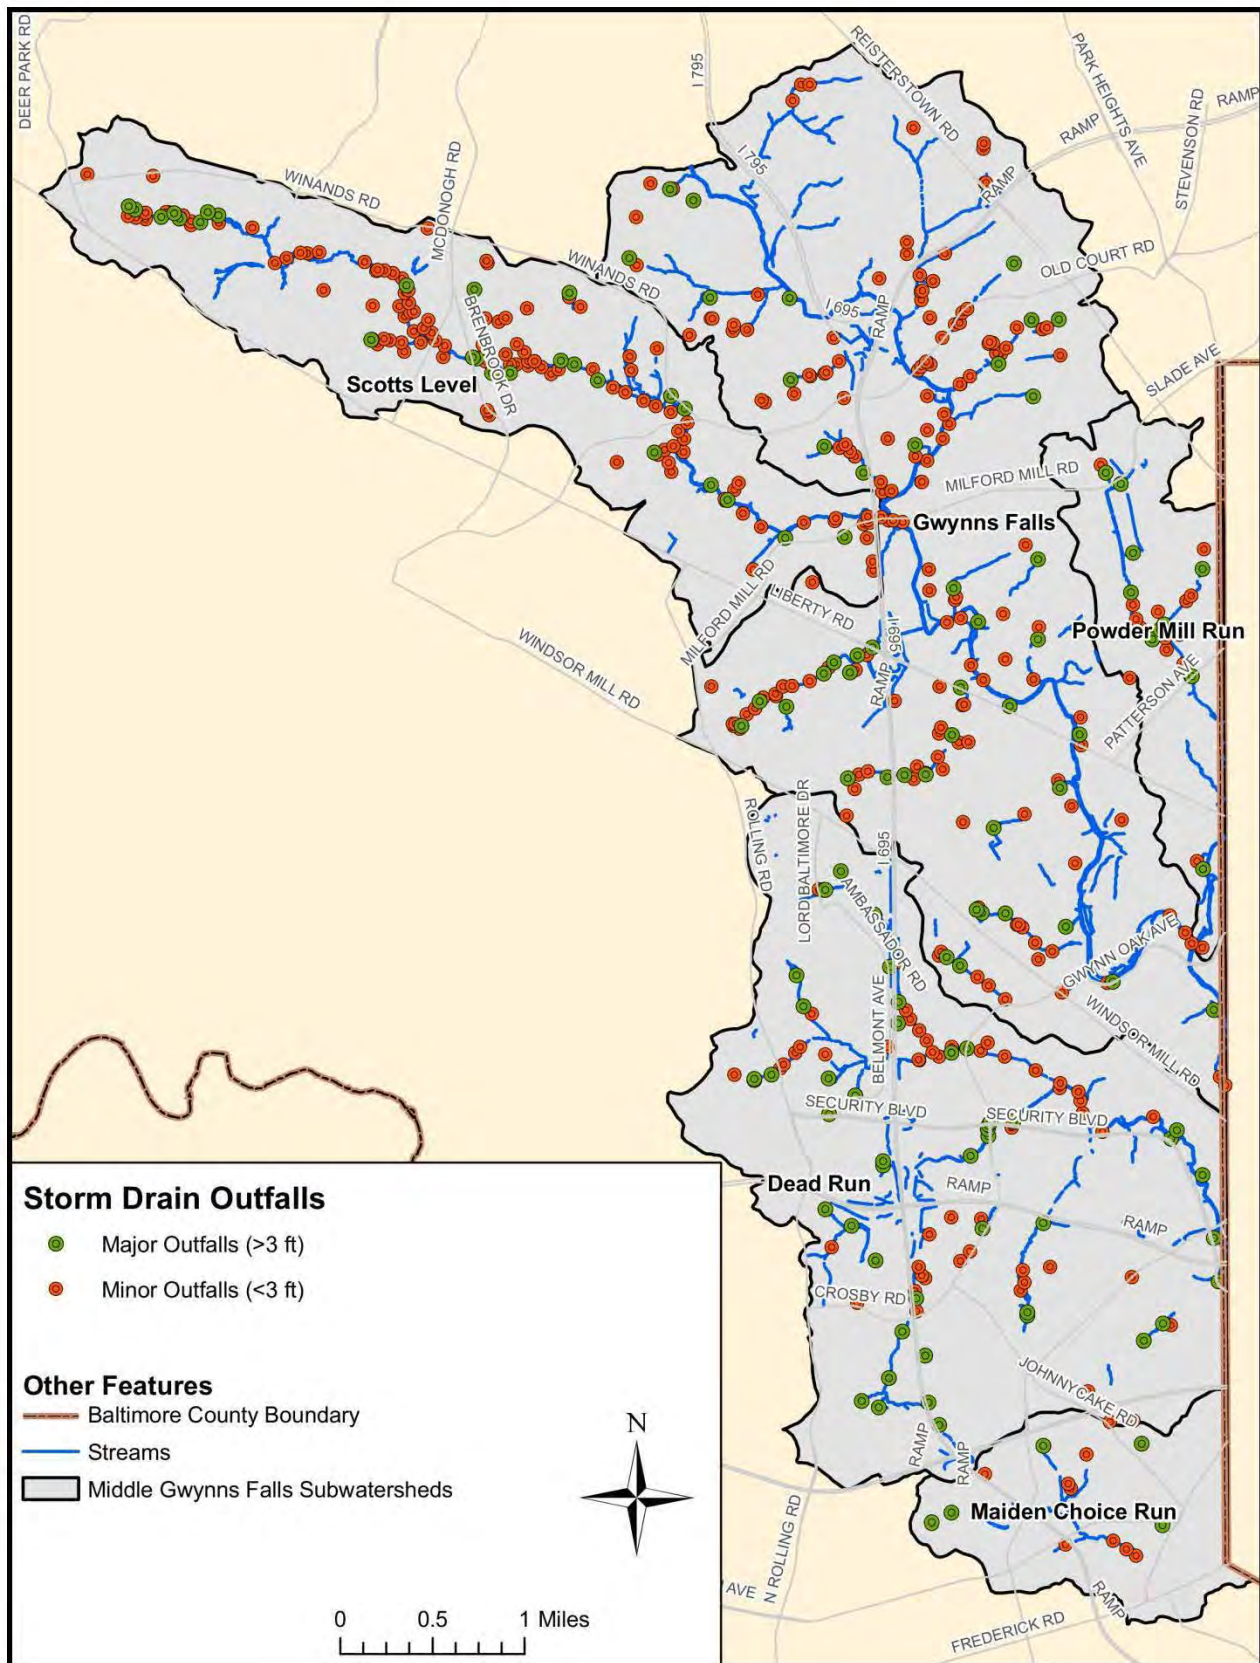 DEER PARK RD
I 795
REISTERSTOWN RD
PARK HEIGHTS AVE
RAMP
RAMP
STEVENSON RD
I 795
RAMP
WINANDS RD
MCDONOGH RD
WINANDS RD
OLD COURT RD
I 695
RAMP
BRENBROOK DR
SLADE AVE
Scotts Level
MILFORD MILL RD
Gwynns Falls
MILFORD MILL RD
LIBERTY RD
Powder Mill Run
WINDSOR MILL RD
I 695
RAMP
PATTERSON AVE
ROLLING RD
LORD BALTIMORE DR
I 695
AMBASSADOR RD
GWYNN OAK AVE
BELMONT AVE
WINDSOR MILL RD
SECURITY BLVD
SECURITY BLVD
Dead Run
RAMP
RAMP
CROSBY RD
JOHNNYCAKE RD
RAMP
RAMP
Maiden Choice Run
N ROLLING RD
AVE
RAMP
FREDERICK RD
Storm Drain Outfalls
Major Outfalls (>3 ft)
Minor Outfalls (<3 ft)
Other Features
Baltimore County Boundary
Streams
Middle Gwynns Falls Subwatersheds
N
0 0.5 1 Miles